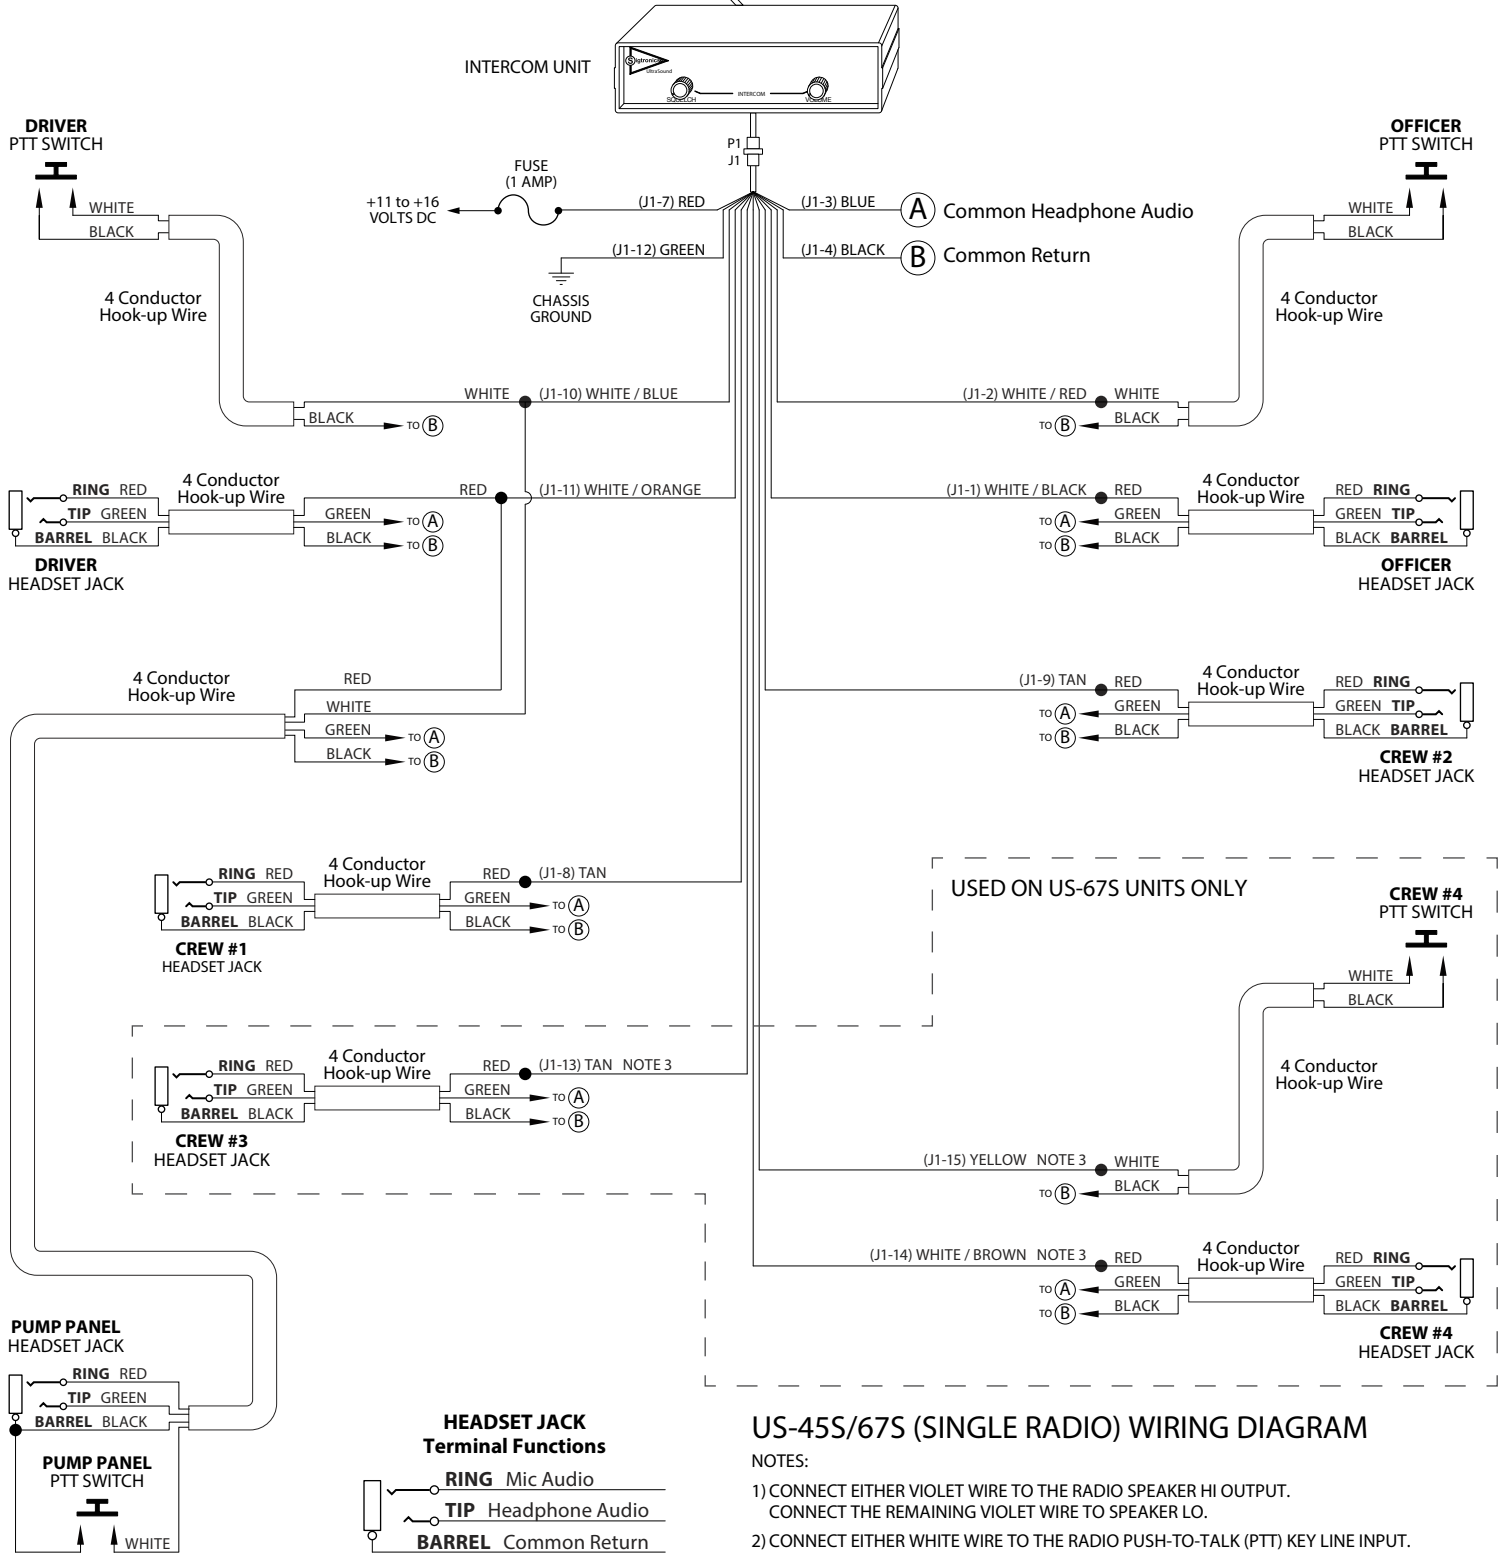 INTERCOM UNIT
Sigtronics
UltraSound
SQUELCH
INTERCOM
VOLUME
P1
J1
DRIVER
PTT SWITCH
WHITE
BLACK
4 Conductor
Hook-up Wire
FUSE
(1 AMP)
+11 to +16
VOLTS DC
(J1-7) RED
(J1-12) GREEN
CHASSIS
GROUND
(J1-3) BLUE
A Common Headphone Audio
(J1-4) BLACK
B Common Return
OFFICER
PTT SWITCH
WHITE
BLACK
4 Conductor
Hook-up Wire
WHITE (J1-10) WHITE / BLUE
BLACK TO B
(J1-2) WHITE / RED WHITE
TO B BLACK
RING RED
TIP GREEN
BARREL BLACK
DRIVER
HEADSET JACK
4 Conductor
Hook-up Wire
RED (J1-11) WHITE / ORANGE
GREEN TO A
BLACK TO B
(J1-1) WHITE / BLACK RED
TO A GREEN
TO B BLACK
4 Conductor
Hook-up Wire
RED RING
GREEN TIP
BLACK BARREL
OFFICER
HEADSET JACK
4 Conductor
Hook-up Wire
RED
WHITE
GREEN TO A
BLACK TO B
(J1-9) TAN RED
TO A GREEN
TO B BLACK
4 Conductor
Hook-up Wire
RED RING
GREEN TIP
BLACK BARREL
CREW #2
HEADSET JACK
RING RED
TIP GREEN
BARREL BLACK
CREW #1
HEADSET JACK
4 Conductor
Hook-up Wire
RED (J1-8) TAN
GREEN TO A
BLACK TO B
USED ON US-67S UNITS ONLY
CREW #4
PTT SWITCH
WHITE
BLACK
4 Conductor
Hook-up Wire
RING RED
TIP GREEN
BARREL BLACK
CREW #3
HEADSET JACK
4 Conductor
Hook-up Wire
RED (J1-13) TAN NOTE 3
GREEN TO A
BLACK TO B
(J1-15) YELLOW NOTE 3 WHITE
TO B BLACK
(J1-14) WHITE / BROWN NOTE 3 RED
TO A GREEN
TO B BLACK
4 Conductor
Hook-up Wire
RED RING
GREEN TIP
BLACK BARREL
CREW #4
HEADSET JACK
PUMP PANEL
HEADSET JACK
RING RED
TIP GREEN
BARREL BLACK
PUMP PANEL
PTT SWITCH
WHITE
HEADSET JACK
Terminal Functions
RING Mic Audio
TIP Headphone Audio
BARREL Common Return
US-45S/67S (SINGLE RADIO) WIRING DIAGRAM
NOTES:
1) CONNECT EITHER VIOLET WIRE TO THE RADIO SPEAKER HI OUTPUT.
CONNECT THE REMAINING VIOLET WIRE TO SPEAKER LO.
2) CONNECT EITHER WHITE WIRE TO THE RADIO PUSH-TO-TALK (PTT) KEY LINE INPUT.